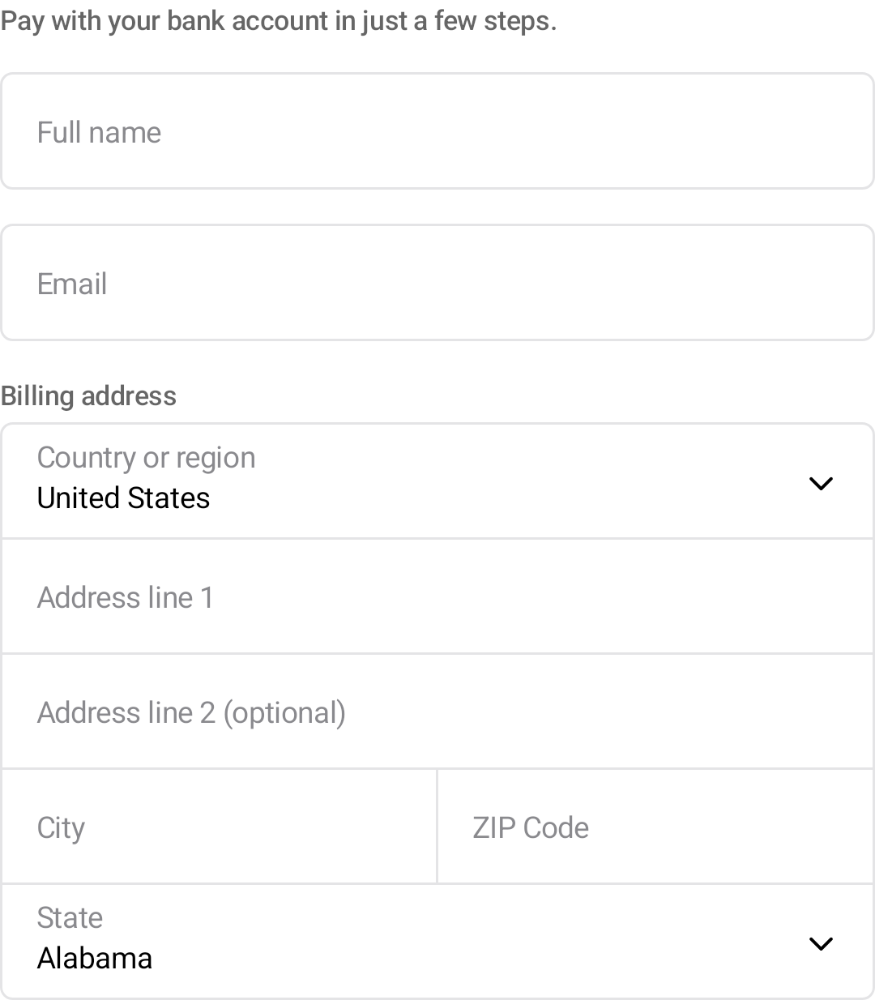 Pay with your bank account in just a few steps.
Full name
Email
Billing address
Country or region
United States
Address line 1
Address line 2 (optional)
City
ZIP Code
State
Alabama